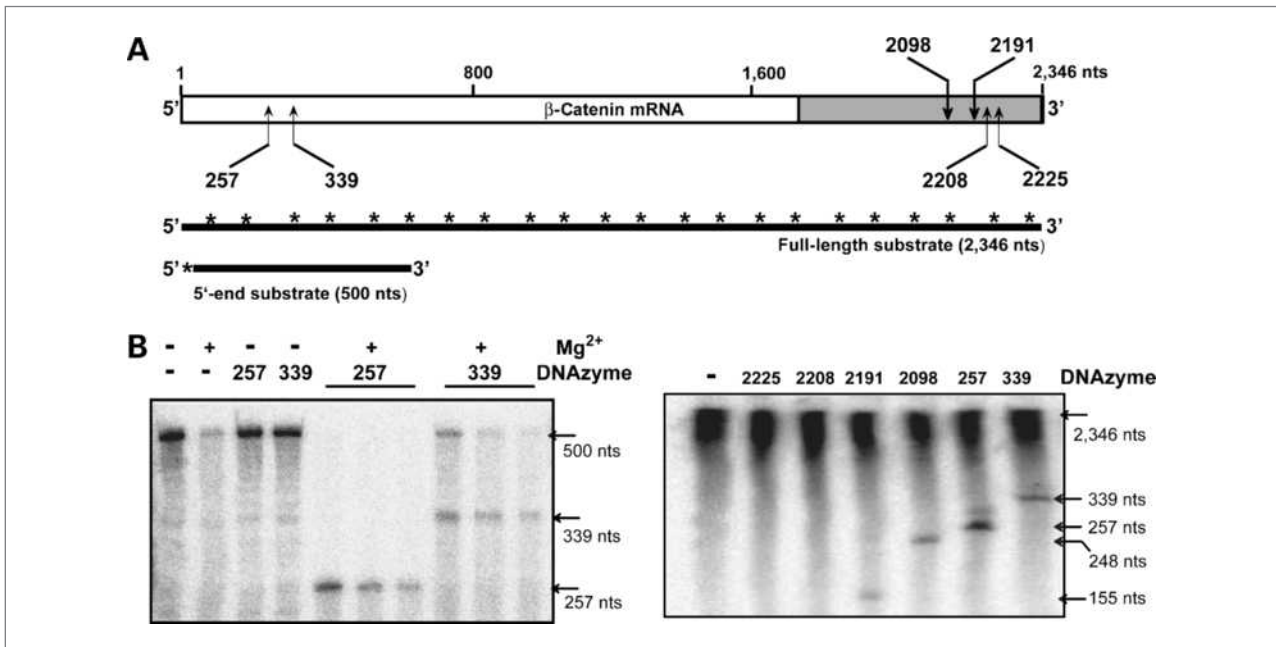 A
2098 2191
1 800 1,600 2,346 nts
5' β-Catenin mRNA 3'
257 339 2208 2225
5' * * * * * * * * * * * * * * * * * * * * * * 3'
Full-length substrate (2,346 nts)
5' * 3'
5'-end substrate (500 nts)
B
- + - - + + Mg2+
- - 257 339 257 339 DNAzyme
500 nts
339 nts
257 nts
- 2225 2208 2191 2098 257 339 DNAzyme
2,346 nts
339 nts
257 nts
248 nts
155 nts